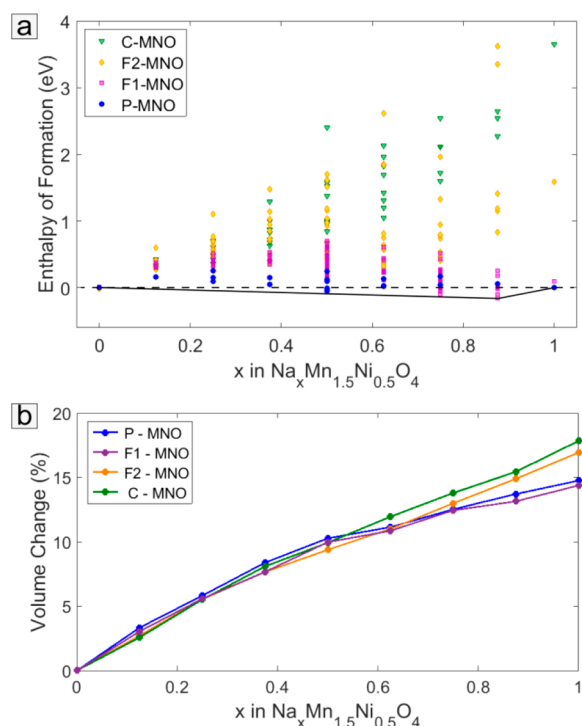 a
4
3
2
1
0
Enthalpy of Formation (eV)
C-MNO
F2-MNO
F1-MNO
P-MNO
0
0.2
0.4
0.6
0.8
1
x in NaₓMn₁.₅Ni₀.₅O₄
b
20
15
10
5
0
Volume Change (%)
P - MNO
F1 - MNO
F2 - MNO
C - MNO
0
0.2
0.4
0.6
0.8
1
x in NaₓMn₁.₅Ni₀.₅O₄